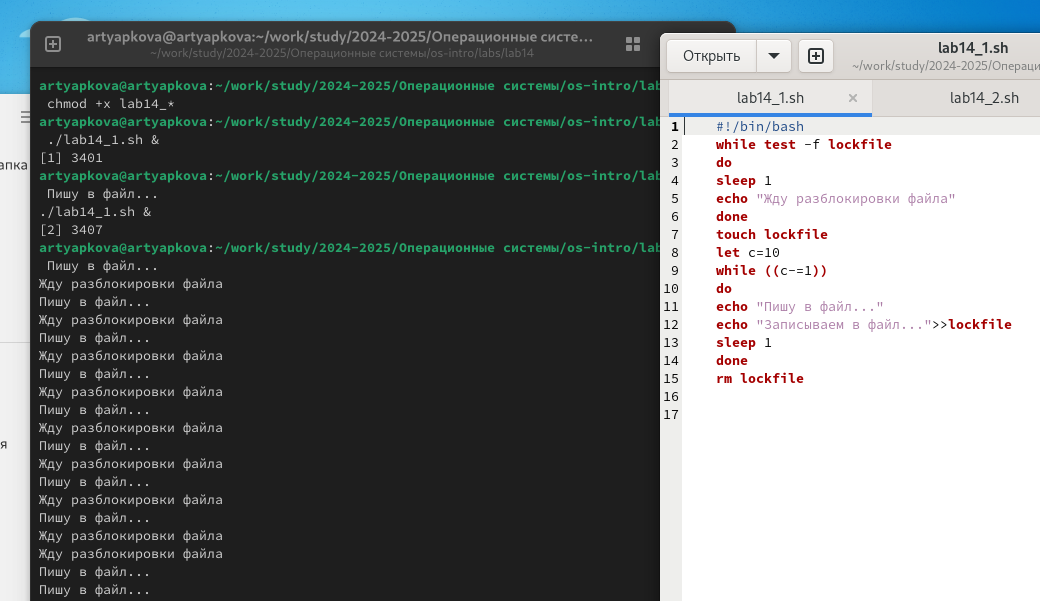 artyapkova@artyapkova:~/work/study/2024-2025/Операционные систе...
~/work/study/2024-2025/Операционные системы/os-intro/labs/lab14
artyapkova@artyapkova:~/work/study/2024-2025/Операционные системы/os-intro/lab
chmod +x lab14_*
artyapkova@artyapkova:~/work/study/2024-2025/Операционные системы/os-intro/lab
./lab14_1.sh &
[1] 3401
artyapkova@artyapkova:~/work/study/2024-2025/Операционные системы/os-intro/lab
Пишу в файл...
./lab14_1.sh &
[2] 3407
artyapkova@artyapkova:~/work/study/2024-2025/Операционные системы/os-intro/lab
Пишу в файл...
Жду разблокировки файла
Пишу в файл...
Жду разблокировки файла
Пишу в файл...
Жду разблокировки файла
Пишу в файл...
Жду разблокировки файла
Пишу в файл...
Жду разблокировки файла
Пишу в файл...
Жду разблокировки файла
Пишу в файл...
Жду разблокировки файла
Пишу в файл...
Жду разблокировки файла
Жду разблокировки файла
Пишу в файл...
Пишу в файл...
апка
я
Открыть
lab14_1.sh
~/work/study/2024-2025/Операци
lab14_1.sh ×
lab14_2.sh
1 #!/bin/bash
2 while test -f lockfile
3 do
4 sleep 1
5 echo "Жду разблокировки файла"
6 done
7 touch lockfile
8 let c=10
9 while ((c-=1))
10 do
11 echo "Пишу в файл..."
12 echo "Записываем в файл...">>lockfile
13 sleep 1
14 done
15 rm lockfile
16
17